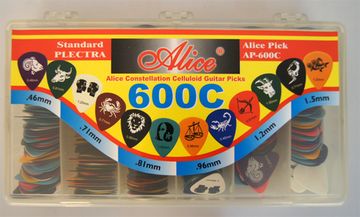 Standard
PLECTRA
Alice®
Alice Pick
AP-600C
Alice Constellation Celluloid Guitar Picks
600C
.46mm
.71mm
.81mm
.96mm
1.2mm
1.5mm